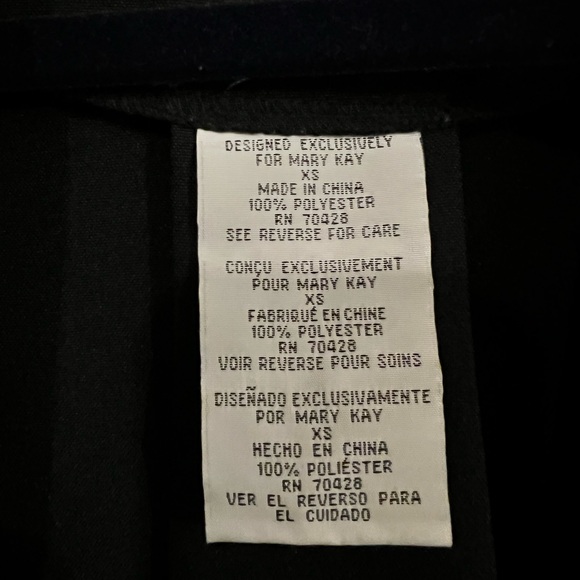 DESIGNED EXCLUSIVELY
FOR MARY KAY
XS
MADE IN CHINA
100% POLYESTER
RN 70428
SEE REVERSE FOR CARE
CONÇU EXCLUSIVEMENT
POUR MARY KAY
XS
FABRIQUÉ EN CHINE
100% POLYESTER
RN 70428
VOIR REVERSE POUR SOINS
DISEÑADO EXCLUSIVAMENTE
POR MARY KAY
XS
HECHO EN CHINA
100% POLIÉSTER
RN 70428
VER EL REVERSO PARA
EL CUIDADO